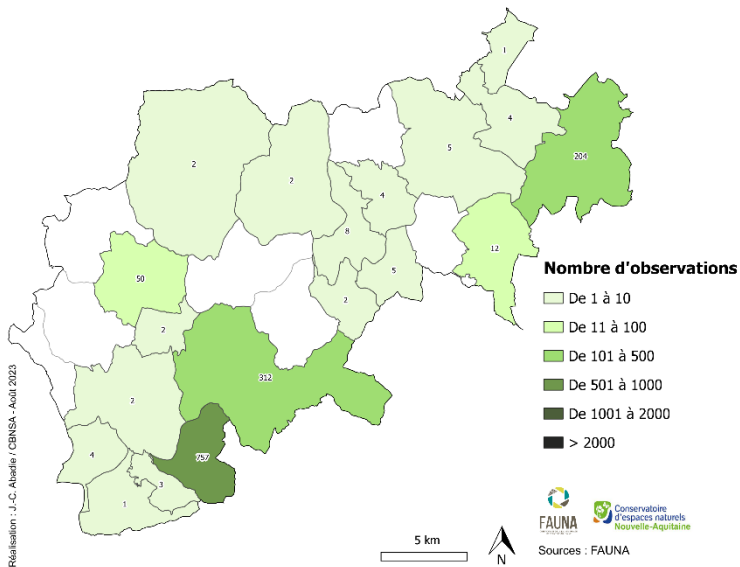 1
4
204
5
2
2
4
8
12
5
50
2
2
312
2
4
757
3
1
Nombre d'observations
De 1 à 10
De 11 à 100
De 101 à 500
De 501 à 1000
De 1001 à 2000
> 2000
FAUNA
Conservatoire
d'espaces naturels
Nouvelle-Aquitaine
5 km
N
Sources : FAUNA
Réalisation : J.-C. Abadie / CBNSA - Août 2023